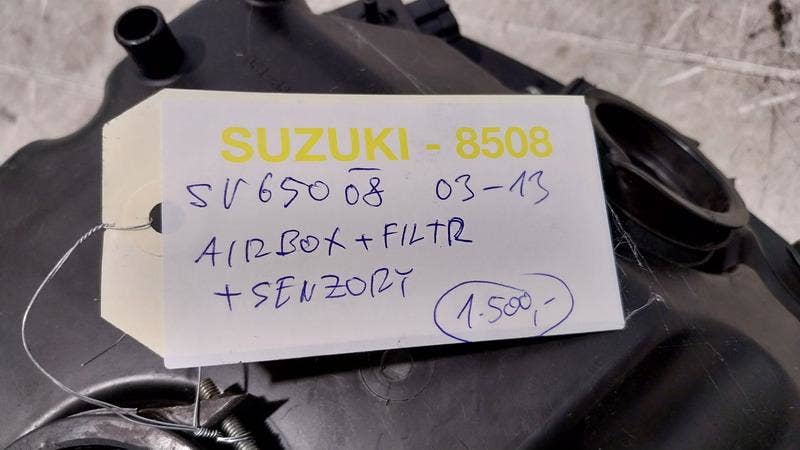 SUZUKI - 8508
SV650 08 03-13
AIRBOX + FILTR
+ SENZORY
1.500,-